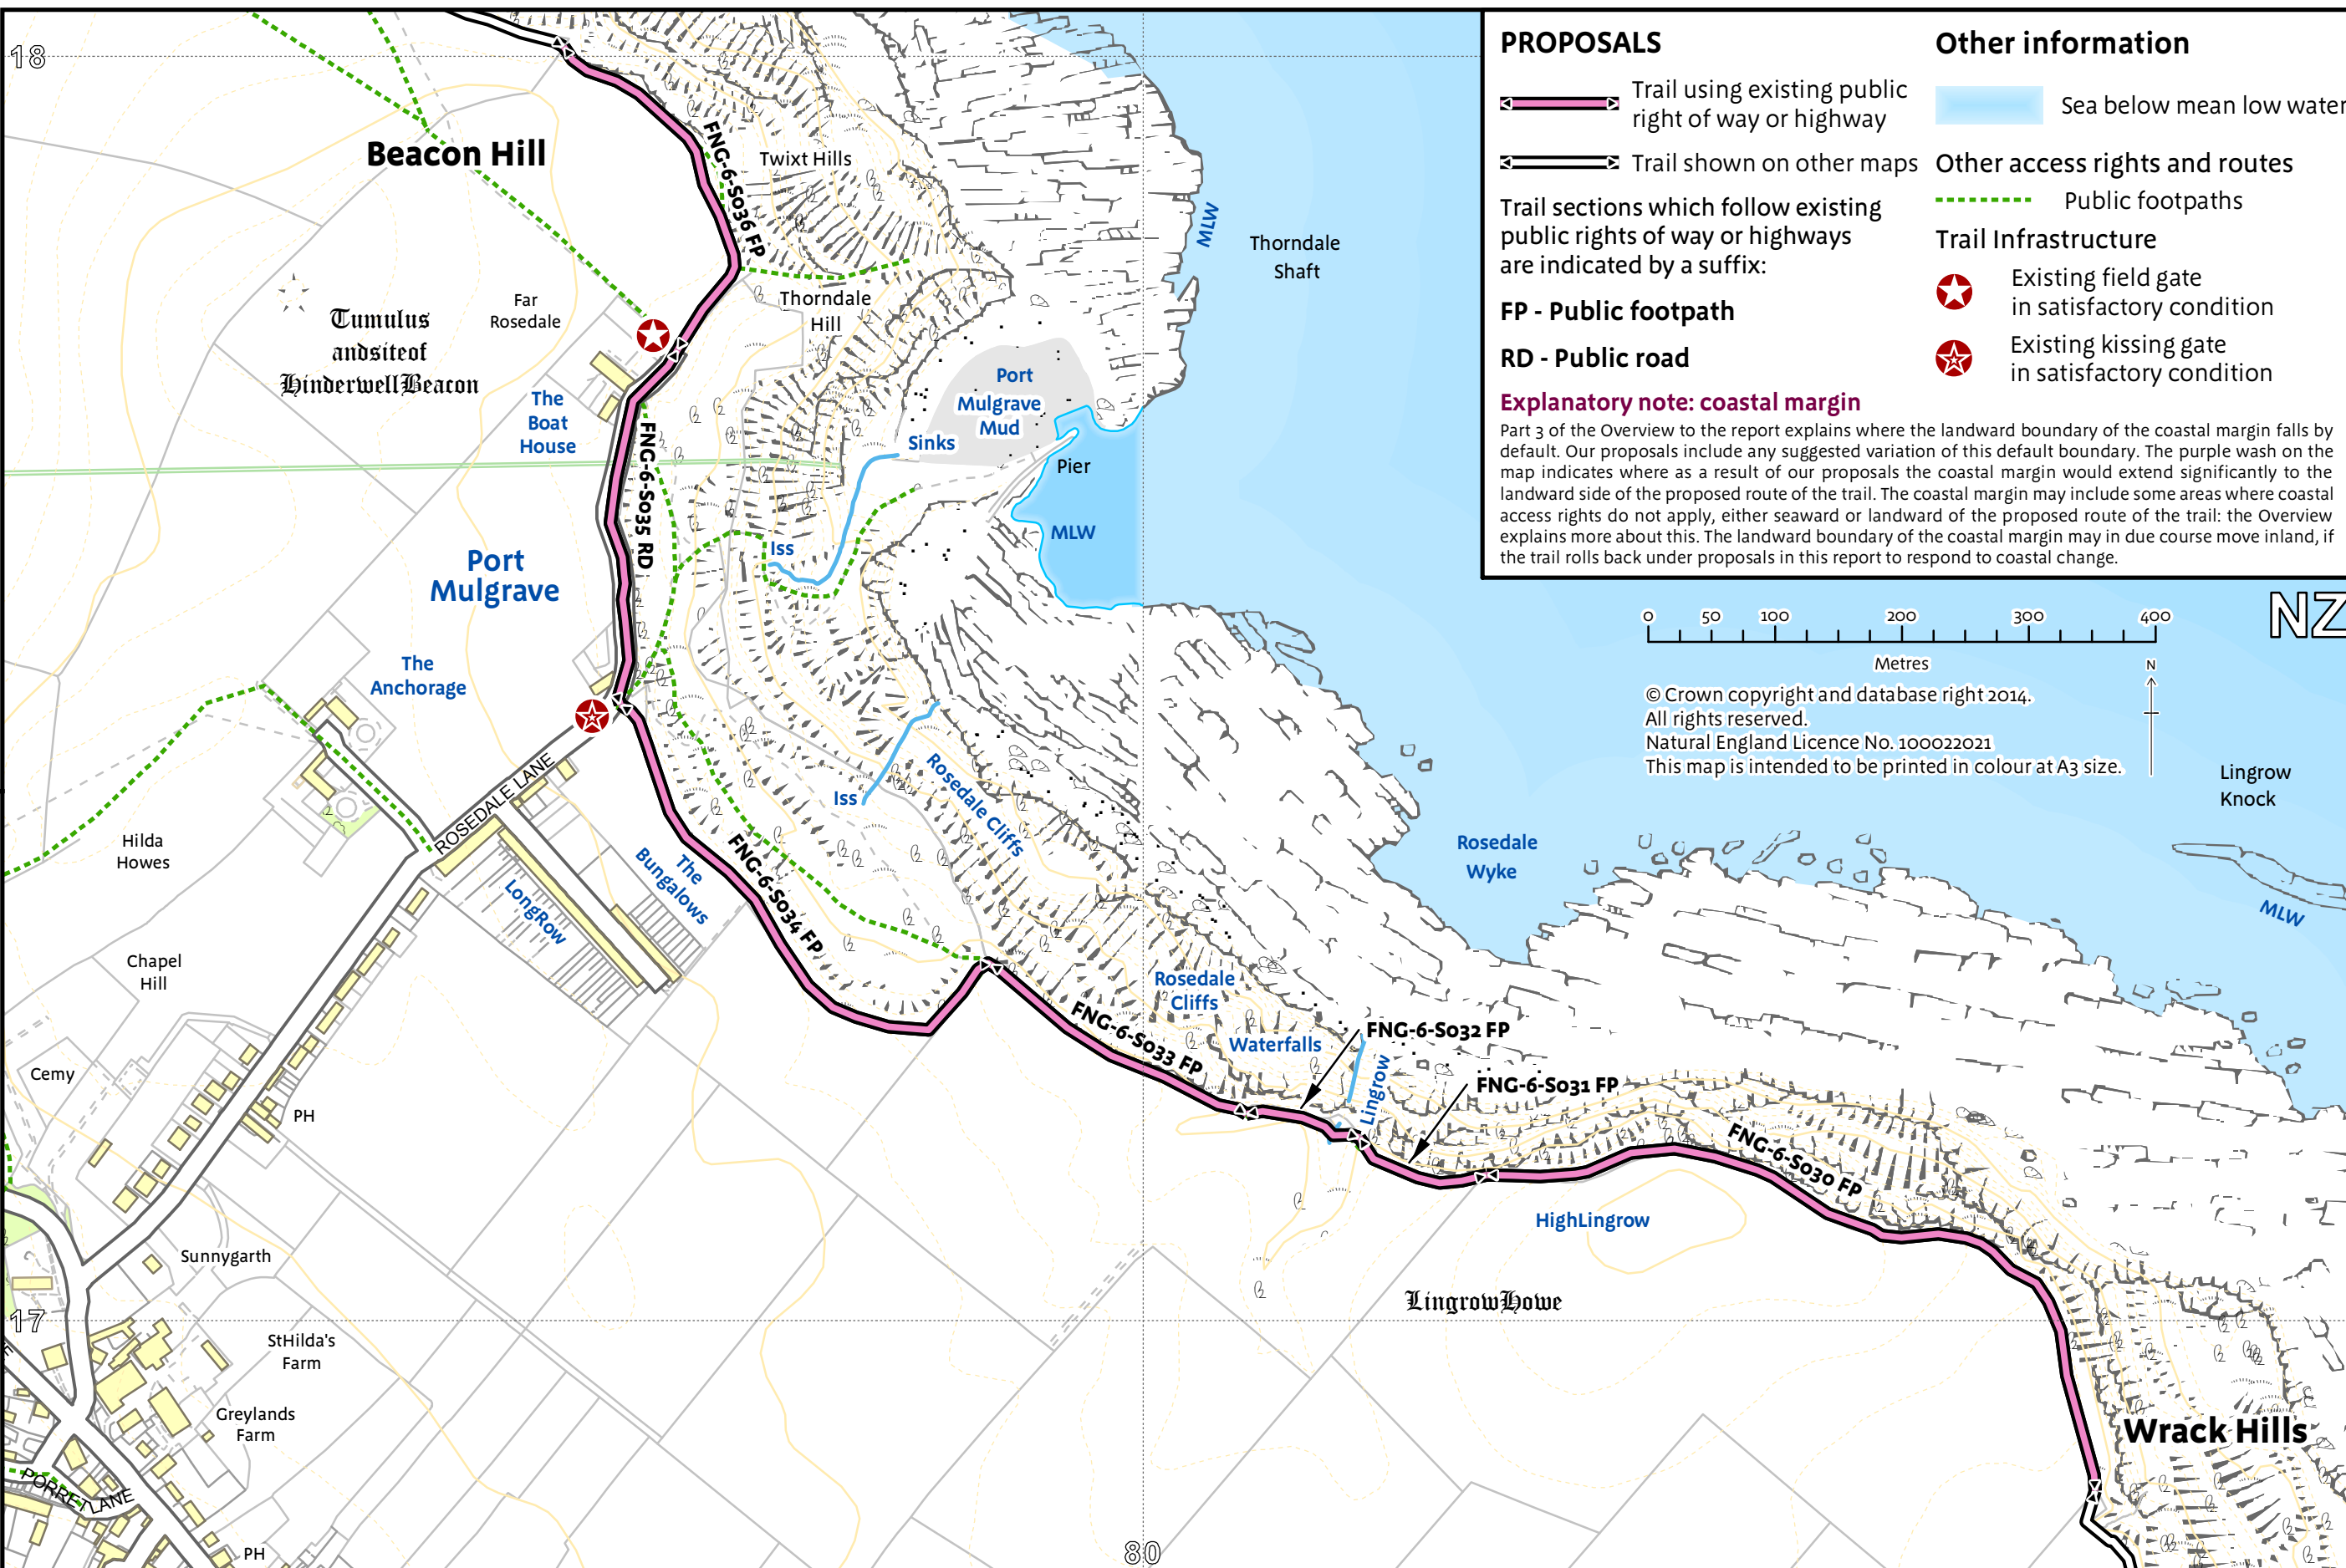 18
Beacon Hill
FNG-6-S036 FP
Twixt Hills
MLW
Thorndale
Shaft
Far
Rosedale
Thorndale
Hill
Tumulus
andsiteof
HinderwellBeacon
The
Boat
House
Port
Mulgrave
Mud
Sinks
Pier
MLW
FNG-6-S035 RD
Iss
Port
Mulgrave
The
Anchorage
ROSEDALE LANE
Iss
Rosedale Cliffs
Hilda
Howes
LongRow
The
Bungalows
FNG-6-S034 FP
Chapel
Hill
Rosedale
Cliffs
FNG-6-S033 FP
Waterfalls
FNG-6-S032 FP
Lingrow
FNG-6-S031 FP
FNG-6-S030 FP
Rosedale
Wyke
Lingrow
Knock
MLW
Cemy
PH
HighLingrow
Sunnygarth
LingrowHowe
17
StHilda's
Farm
Greylands
Farm
PORRET LANE
PH
80
Wrack Hills
PROPOSALS
Trail using existing public
right of way or highway
Trail shown on other maps
Trail sections which follow existing
public rights of way or highways
are indicated by a suffix:
FP - Public footpath
RD - Public road
Other information
Sea below mean low water
Other access rights and routes
Public footpaths
Trail Infrastructure
Existing field gate
in satisfactory condition
Existing kissing gate
in satisfactory condition
Explanatory note: coastal margin
Part 3 of the Overview to the report explains where the landward boundary of the coastal margin falls by
default. Our proposals include any suggested variation of this default boundary. The purple wash on the
map indicates where as a result of our proposals the coastal margin would extend significantly to the
landward side of the proposed route of the trail. The coastal margin may include some areas where coastal
access rights do not apply, either seaward or landward of the proposed route of the trail: the Overview
explains more about this. The landward boundary of the coastal margin may in due course move inland, if
the trail rolls back under proposals in this report to respond to coastal change.
0 50 100 200 300 400
Metres
N
NZ
© Crown copyright and database right 2014.
All rights reserved.
Natural England Licence No. 100022021
This map is intended to be printed in colour at A3 size.